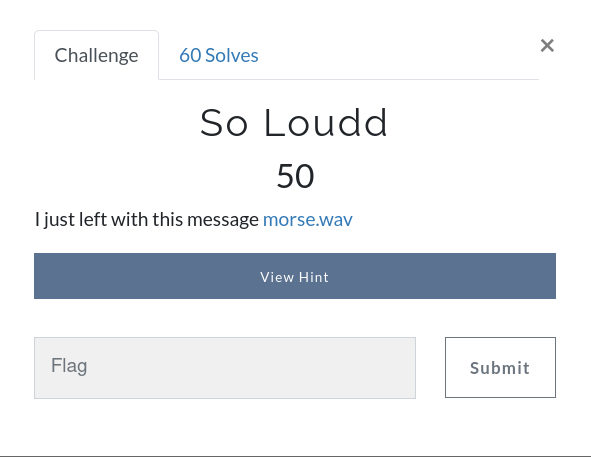 Challenge
60 Solves
×
So Loudd
50
I just left with this message morse.wav
View Hint
Flag
Submit